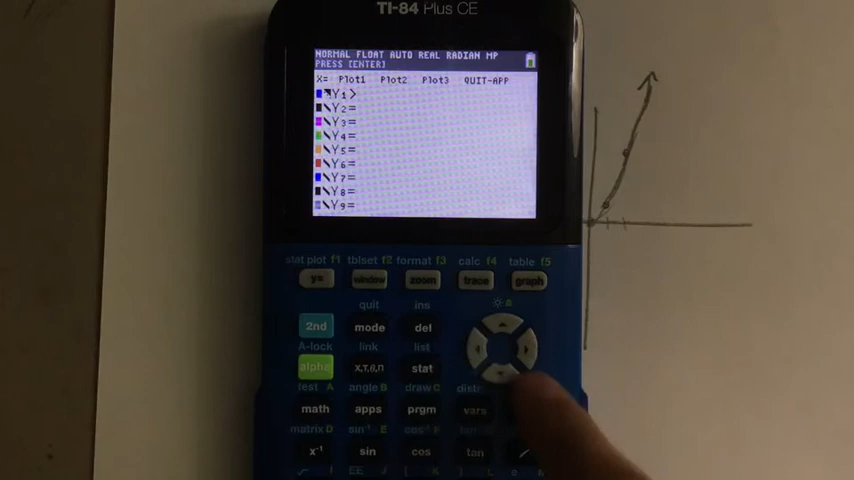 TI-84 Plus CE
NORMAL FLOAT AUTO REAL RADIAN MP
PRESS [ENTER]
X= Plot1 Plot2 Plot3 QUIT-APP
Y1>
Y2=
Y3=
Y4=
Y5=
Y6=
Y7=
Y8=
Y9=
stat plot f1 tblset f2 format f3 calc f4 table f5
y= window zoom trace graph
quit ins
2nd mode del
A-lock link list
alpha X,T,θ,n stat
test A angle B draw C distr
math apps prgm vars
matrix D sin⁻¹ E cos⁻¹ F tan
x⁻¹ sin cos tan
EE J